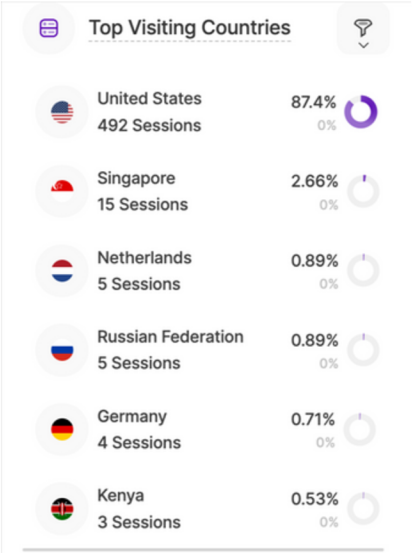 Top Visiting Countries
United States
87.4%
492 Sessions
0%
Singapore
2.66%
15 Sessions
0%
Netherlands
0.89%
5 Sessions
0%
Russian Federation
0.89%
5 Sessions
0%
Germany
0.71%
4 Sessions
0%
Kenya
0.53%
3 Sessions
0%